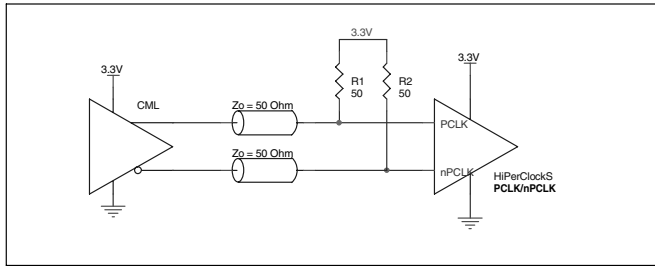 3.3V
3.3V
3.3V
R1
50
R2
50
CML
Zo = 50 Ohm
PCLK
Zo = 50 Ohm
nPCLK
HiPerClockS
PCLK/nPCLK